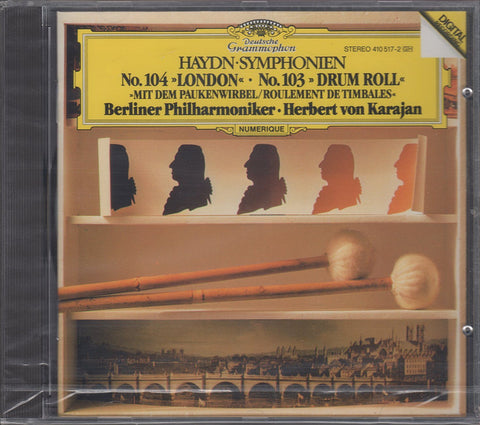 Deutsche
Grammophon
STEREO 410 517-2 GH
HAYDN·SYMPHONIEN
No. 104 »LONDON« · No. 103 »DRUM ROLL«
»MIT DEM PAUKENWIRBEL/ROULEMENT DE TIMBALES«
Berliner Philharmoniker · Herbert von Karajan
NUMERIQUE
DIGITAL